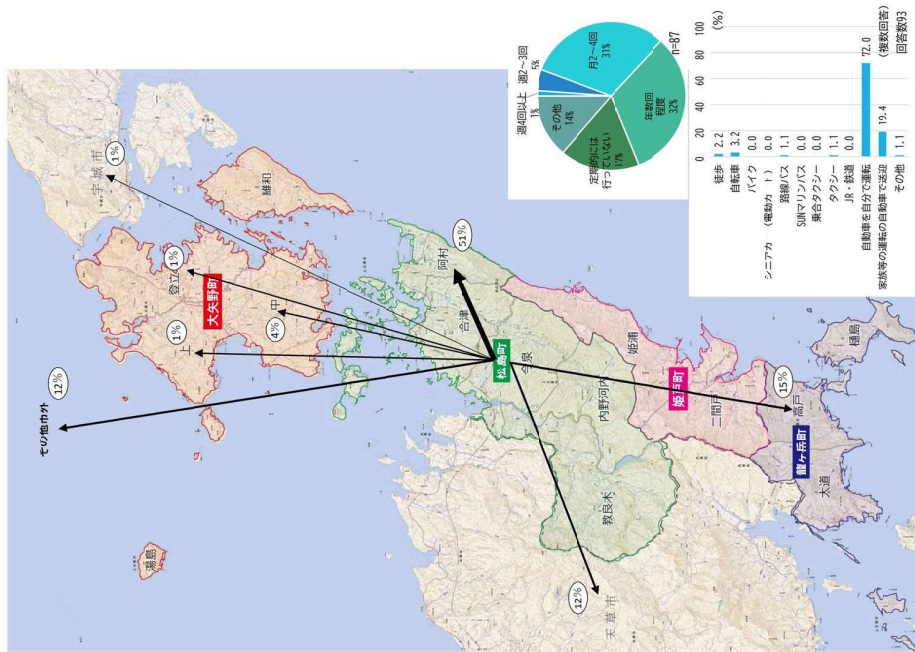 その他市外
12%
宇城市
1%
登立
1%
大矢野町
維和
上
1%
中
4%
湯島
阿村
51%
合津
松島町
今泉
内野河内
教良木
姫浦
姫戸町
二間戸
15%
高戸
樋島
龍ヶ岳町
大道
天草市
12%
週4回以上
1%
週2～3回
5%
月2～4回
31%
年数回
程度
32%
定期的には
行っていない
17%
その他
14%
n=87
(%)
0 20 40 60 80 100
徒歩 2.2
自転車 3.2
バイク 0.0
シニアカー（電動カート） 0.0
路線バス 1.1
SUNマリンバス 0.0
乗合タクシー 0.0
タクシー 1.1
JR・鉄道 0.0
自動車を自分で運転 72.0
家族等の運転の自動車で送迎 19.4
その他 1.1
(複数回答)
回答数93